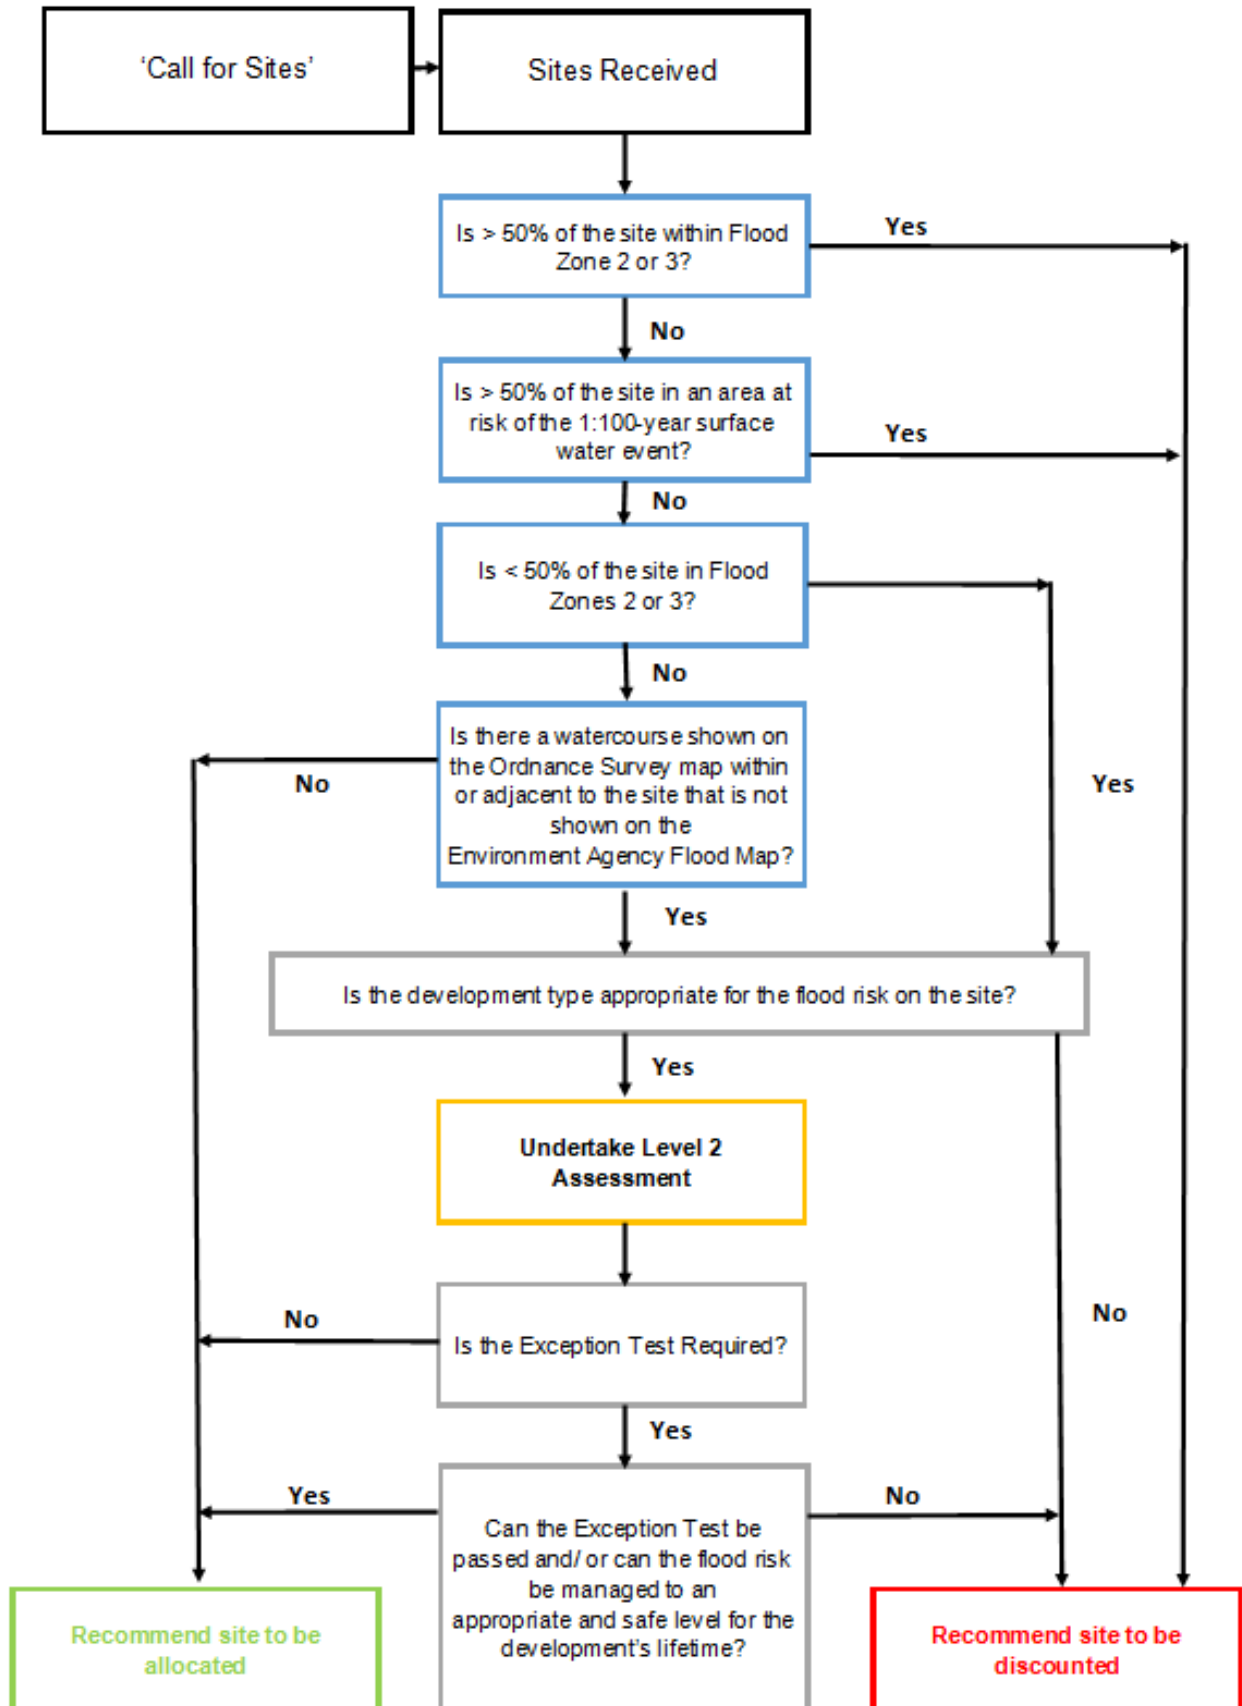 ‘Call for Sites’
Sites Received
Is > 50% of the site within Flood
Zone 2 or 3?
Yes
No
Is > 50% of the site in an area at
risk of the 1:100-year surface
water event?
Yes
No
Is < 50% of the site in Flood
Zones 2 or 3?
Yes
No
Is there a watercourse shown on
the Ordnance Survey map within
or adjacent to the site that is not
shown on the
Environment Agency Flood Map?
No
Yes
Is the development type appropriate for the flood risk on the site?
Yes
No
Undertake Level 2
Assessment
Is the Exception Test Required?
No
Yes
Can the Exception Test be
passed and/ or can the flood risk
be managed to an
appropriate and safe level for the
development’s lifetime?
Yes
No
Recommend site to be
allocated
Recommend site to be
discounted